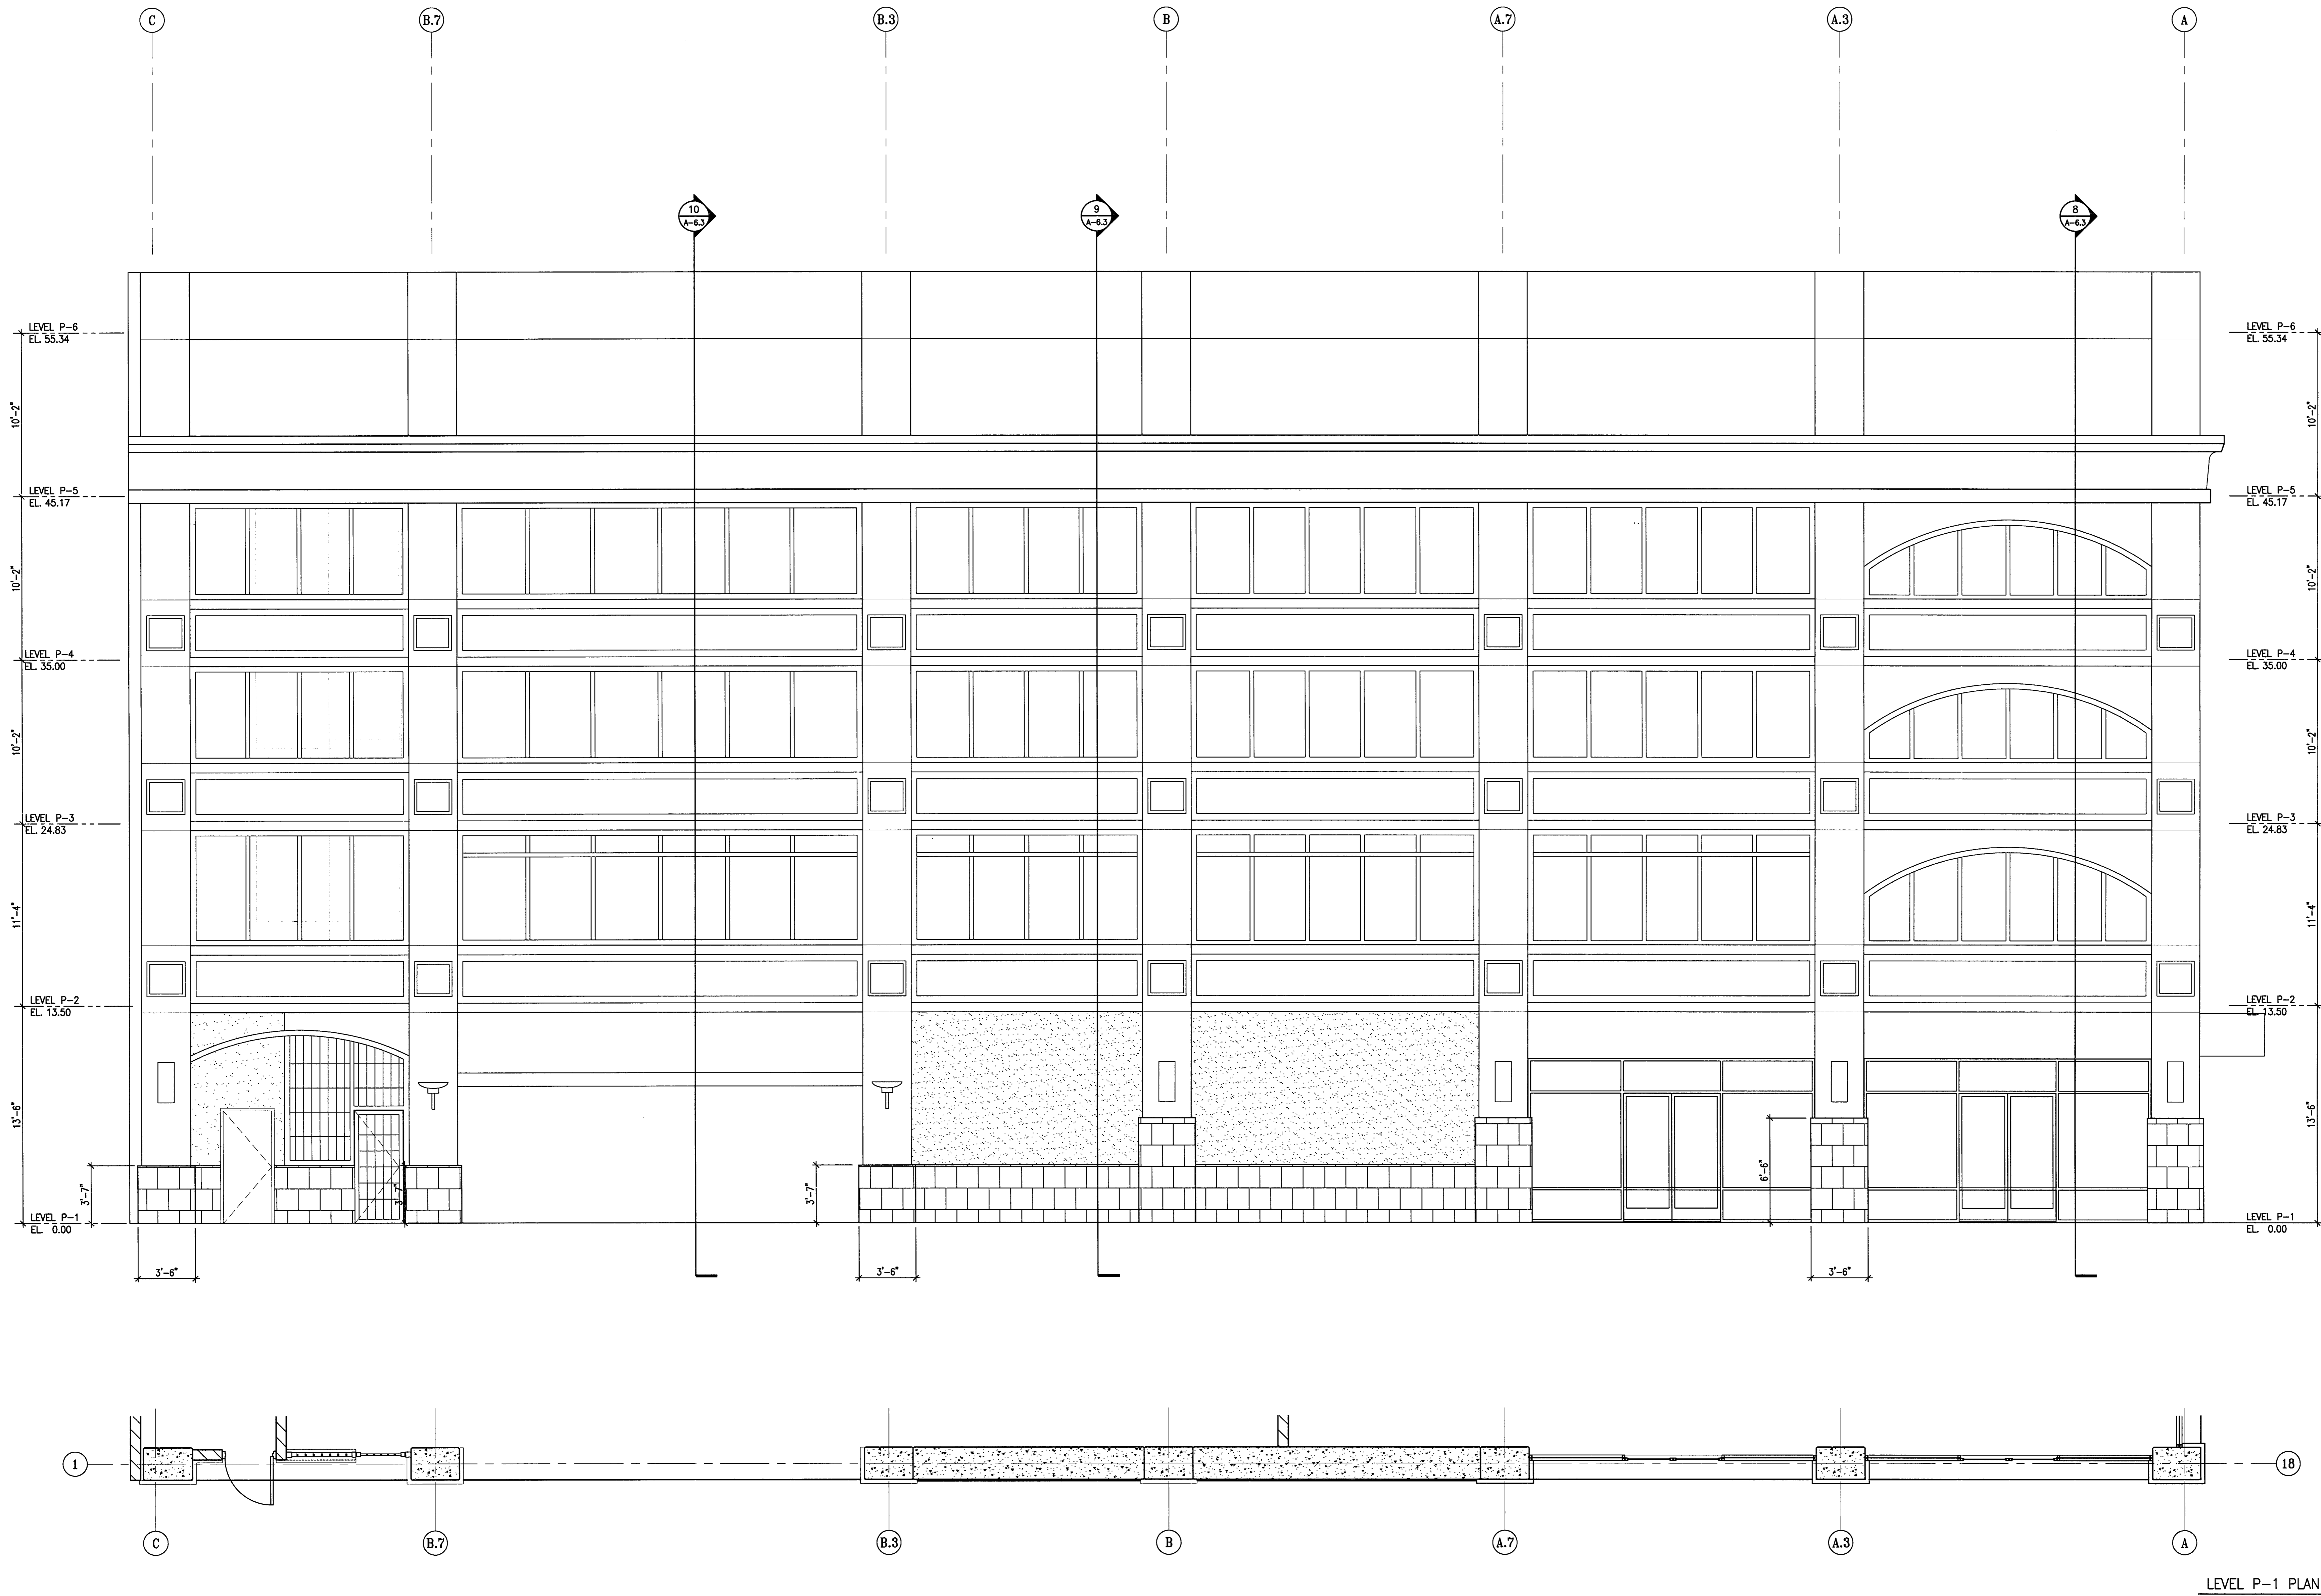 C B.7 B.3 B A.7 A.3 A
10 9 8
A-6.3 A-6.3 A-6.3
LEVEL P-6 LEVEL P-6
EL. 55.34 EL. 55.34
10'-2" 10'-2"
LEVEL P-5 LEVEL P-5
EL. 45.17 EL. 45.17
10'-2" 10'-2"
LEVEL P-4 LEVEL P-4
EL. 35.00 EL. 35.00
10'-2" 10'-2"
LEVEL P-3 LEVEL P-3
EL. 24.83 EL. 24.83
11'-4" 11'-4"
LEVEL P-2 LEVEL P-2
EL. 13.50 EL. 13.50
13'-6" 13'-6"
6'-6"
3'-7" 3'-7" 3'-7"
LEVEL P-1 LEVEL P-1
EL. 0.00 EL. 0.00
3'-6" 3'-6" 3'-6"
1 18
C B.7 B.3 B A.7 A.3 A
LEVEL P-1 PLAN